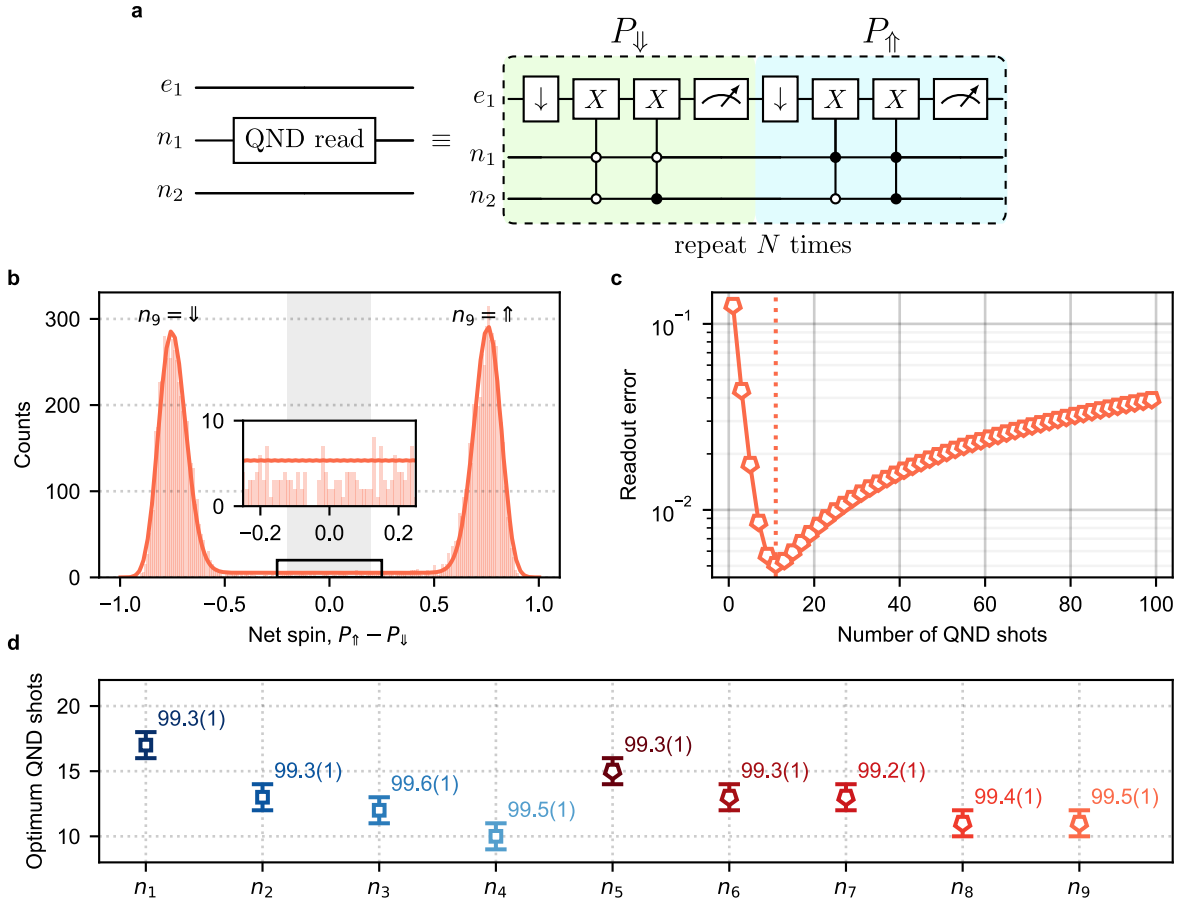 a
P⇓ P⇑
e1 e1 ↓ X X ↓ X X
n1 QND read ≡ n1
n2 n2
repeat N times
b
n9 = ⇓ n9 = ⇑
300
200
100
0
Counts
10
0
−0.2 0.0 0.2
−1.0 −0.5 0.0 0.5 1.0
Net spin, P⇑ − P⇓
c
10−1
10−2
Readout error
0 20 40 60 80 100
Number of QND shots
d
Optimum QND shots
20
15
10
99.3(1) 99.3(1) 99.6(1) 99.5(1) 99.3(1) 99.3(1) 99.2(1) 99.4(1) 99.5(1)
n1 n2 n3 n4 n5 n6 n7 n8 n9